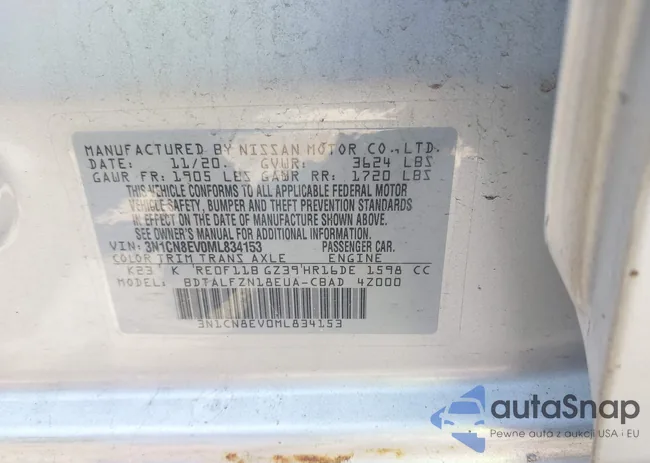 MANUFACTURED BY NISSAN MOTOR CO., LTD.
DATE: 11/20 GVWR: 3624 LBS
GAWR FR: 1905 LBS GAWR RR: 1720 LBS
THIS VEHICLE CONFORMS TO ALL APPLICABLE FEDERAL MOTOR
VEHICLE SAFETY, BUMPER AND THEFT PREVENTION STANDARDS
IN EFFECT ON THE DATE OF MANUFACTURE SHOWN ABOVE.
SEE OWNER'S MANUAL FOR ADDITIONAL INFORMATION.
VIN: 3N1CN8EV0ML834153 PASSENGER CAR.
COLOR TRIM TRANS AXLE ENGINE
K23 K RE0F11B GZ39 HR16DE 1598 CC
BDTALFZN18EUA-CBAD 4Z000
3N1CN8EV0ML834153
autaSnap
Pewne auta z aukcji USA i EU